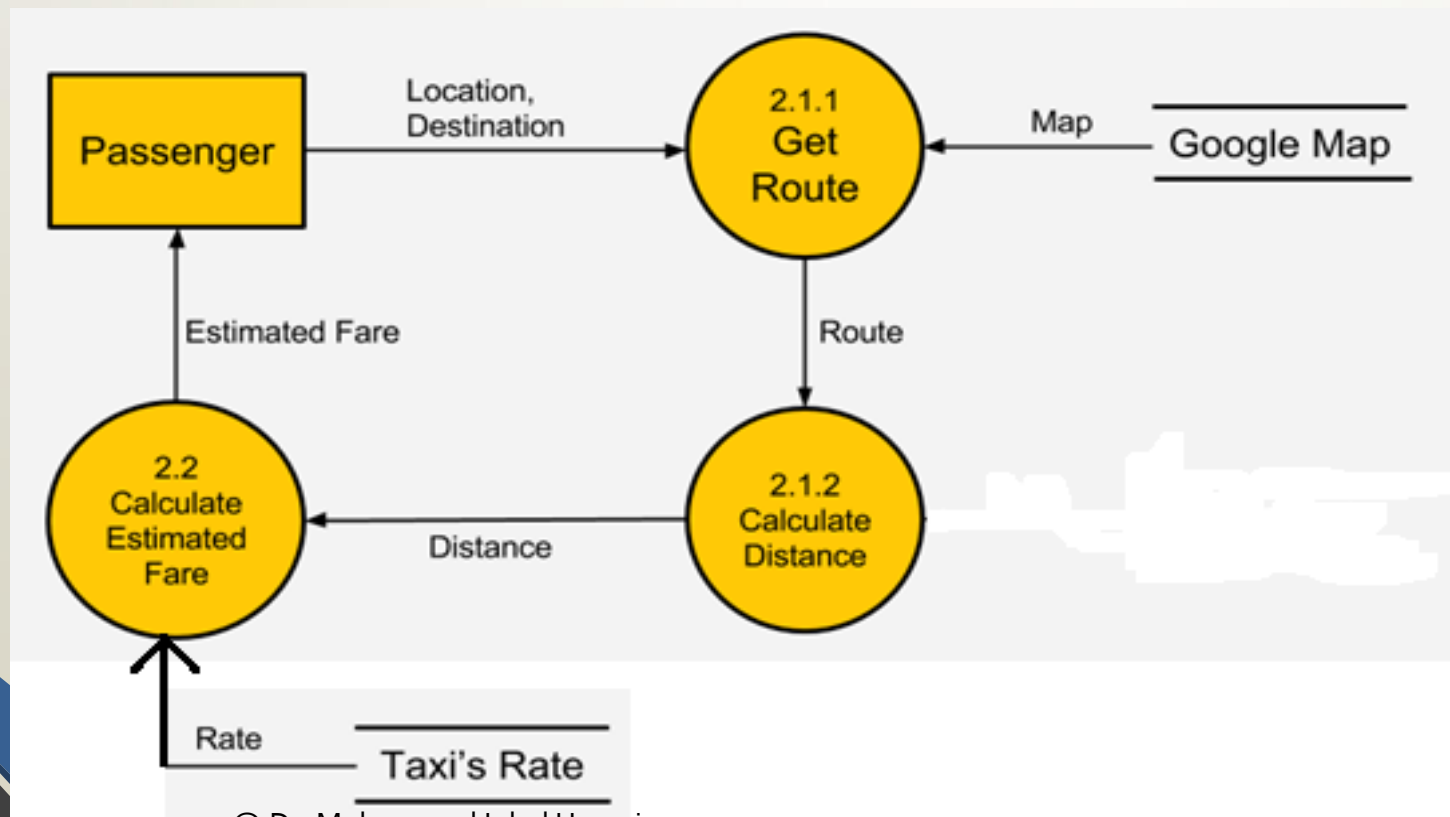 Location,
Destination
2.1.1
Get
Route
Map
Google Map
Passenger
Estimated Fare
Route
2.2
Calculate
Estimated
Fare
Distance
2.1.2
Calculate
Distance
Rate
Taxi's Rate